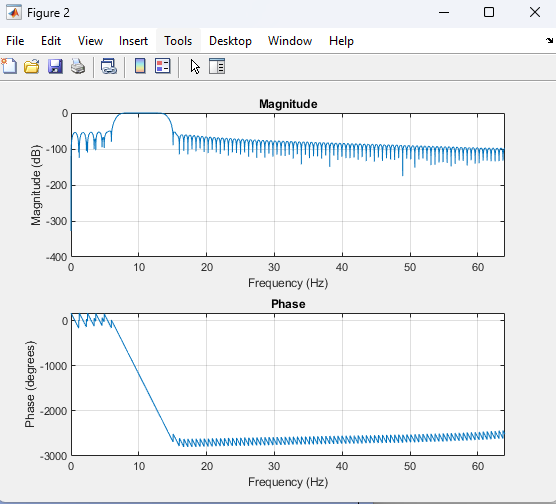 Figure 2
File Edit View Insert Tools Desktop Window Help
Magnitude
0
-100
-200
-300
-400
Magnitude (dB)
0 10 20 30 40 50 60
Frequency (Hz)
Phase
0
-1000
-2000
-3000
Phase (degrees)
0 10 20 30 40 50 60
Frequency (Hz)